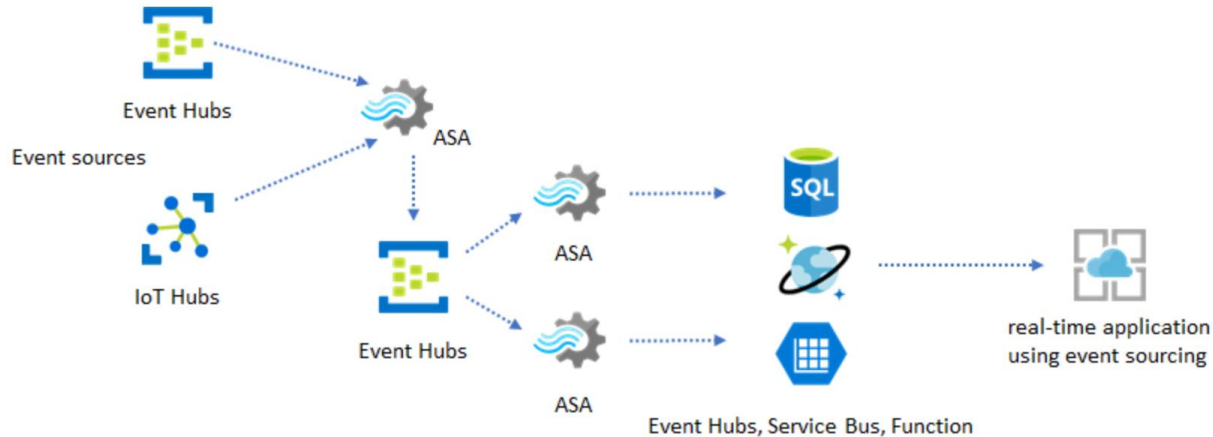 Event Hubs
ASA
Event sources
SQL
ASA
IoT Hubs
real-time application
using event sourcing
Event Hubs
ASA
Event Hubs, Service Bus, Function